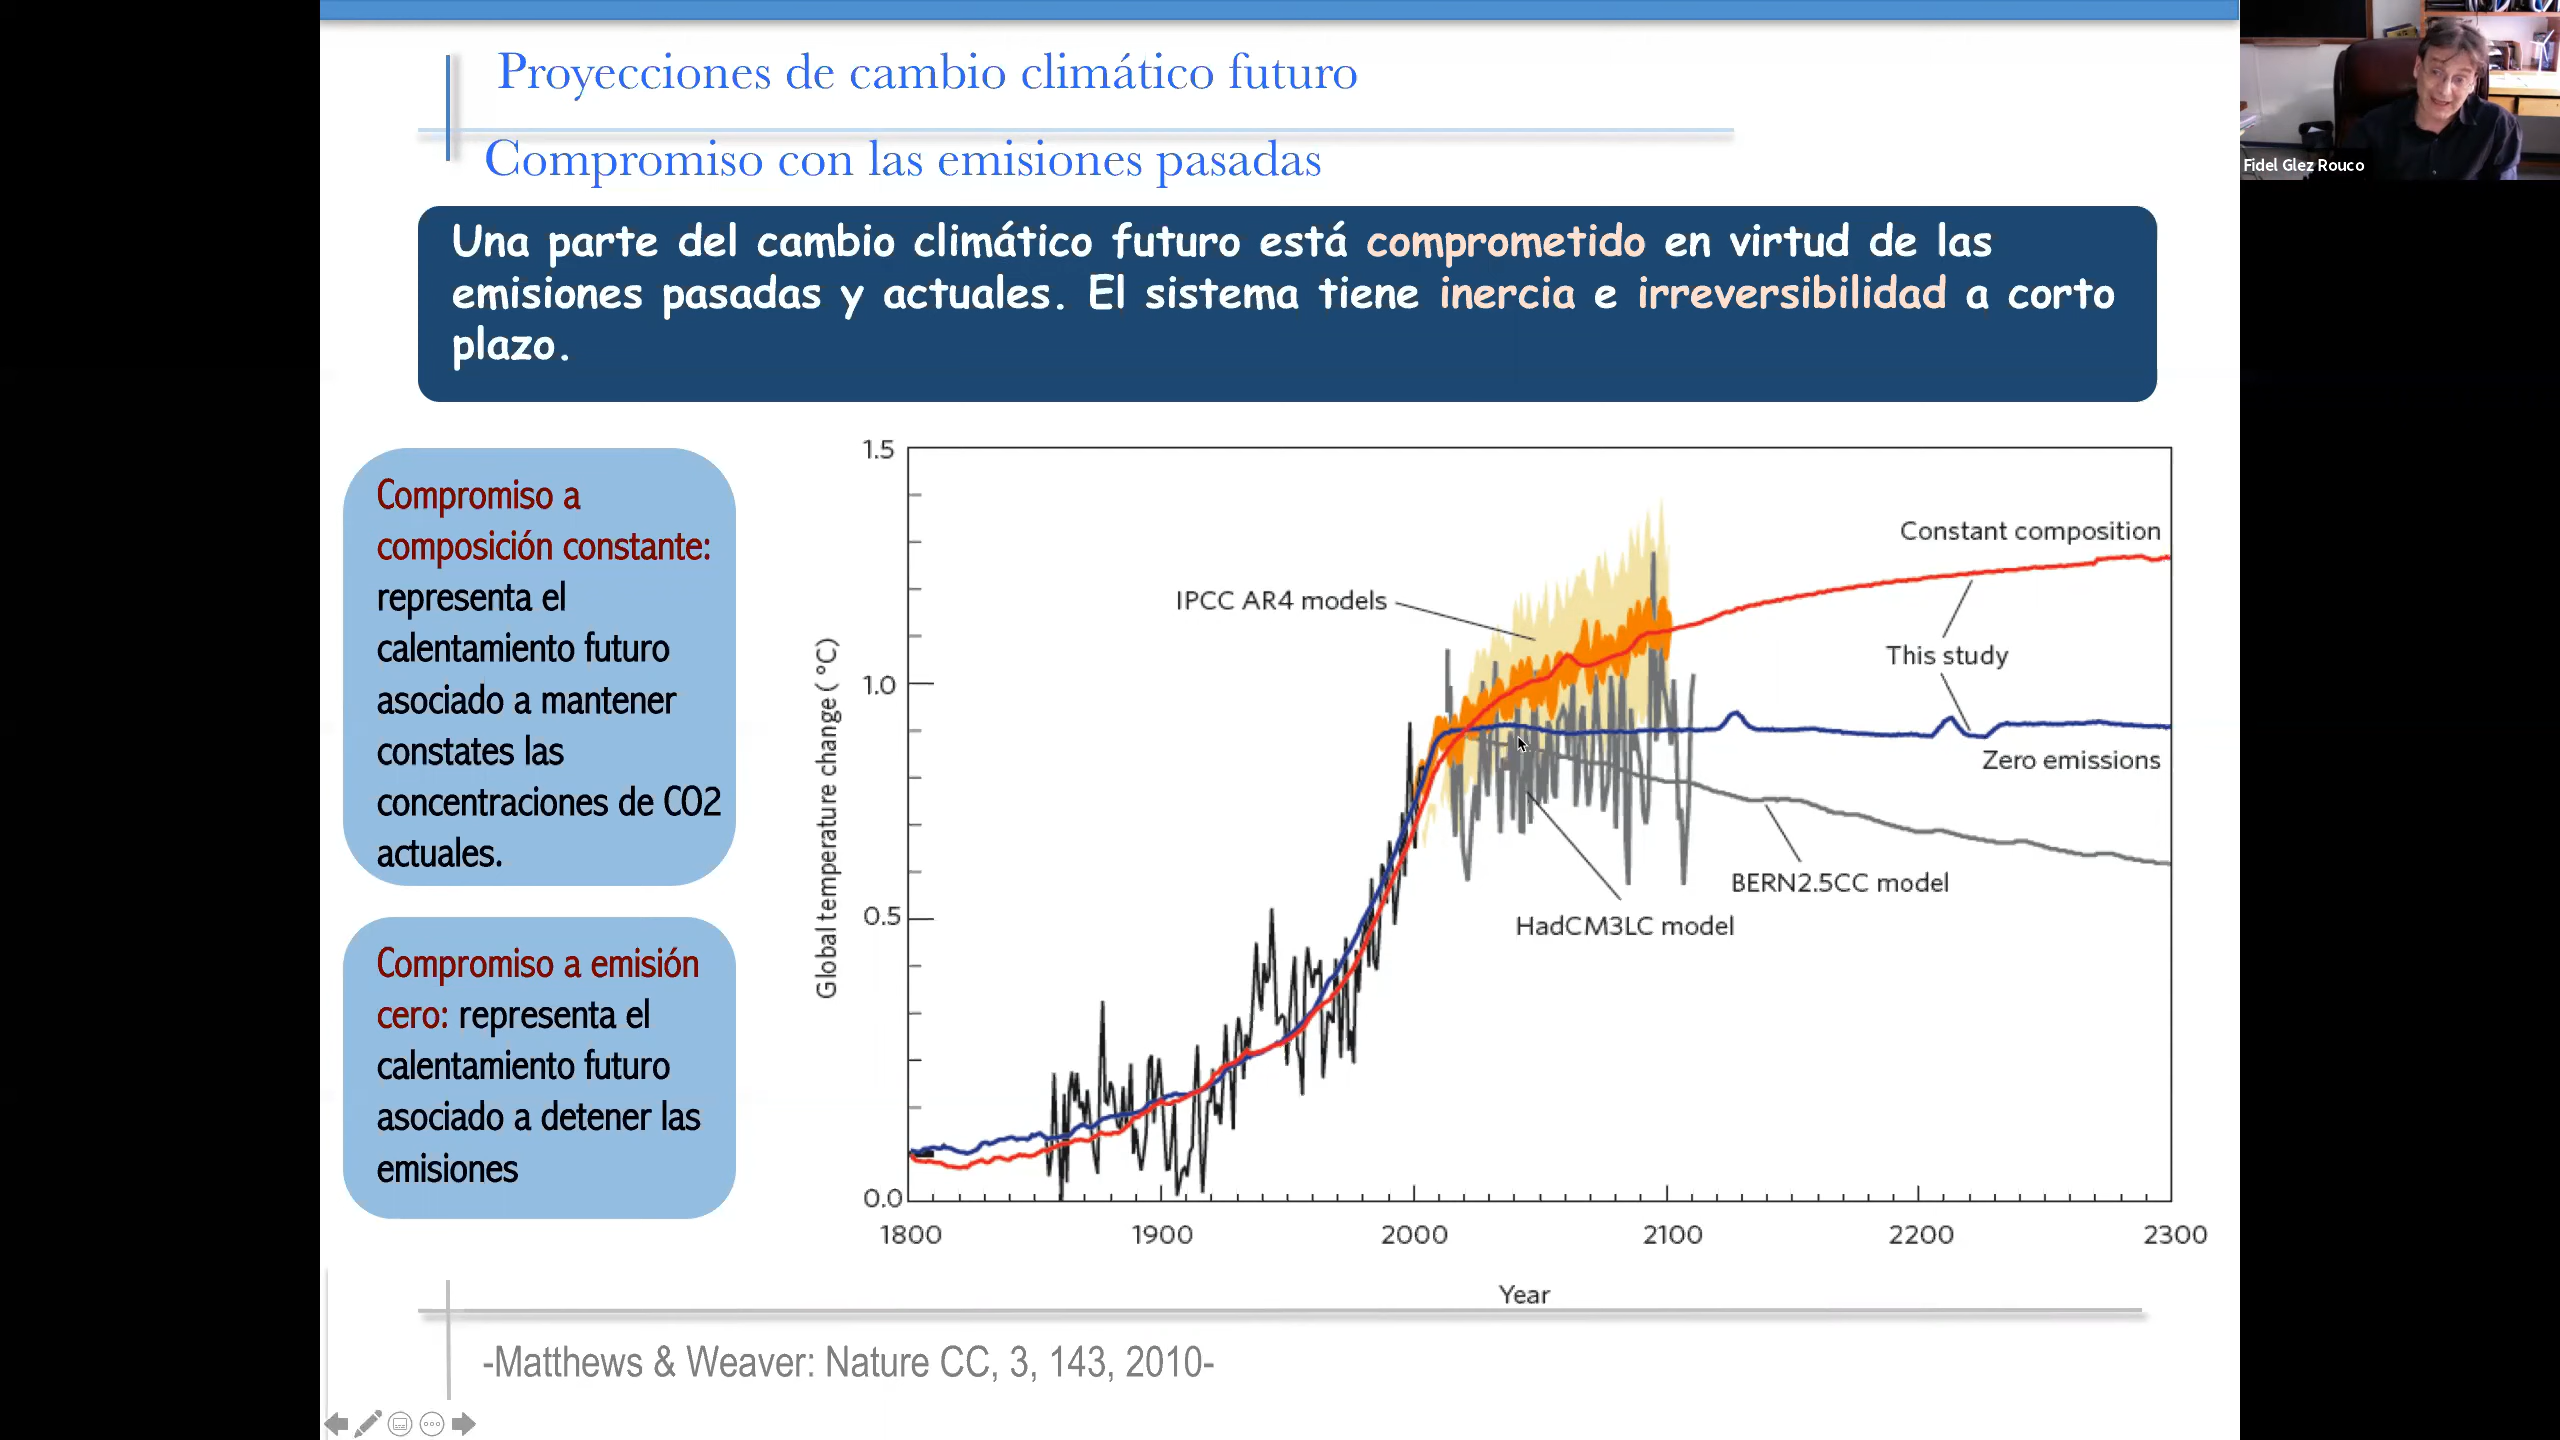 Proyecciones de cambio climático futuro
Compromiso con las emisiones pasadas
Fidel Glez Rouco
Una parte del cambio climático futuro está comprometido en virtud de las
emisiones pasadas y actuales. El sistema tiene inercia e irreversibilidad a corto
plazo.
Compromiso a
composición constante:
representa el
calentamiento futuro
asociado a mantener
constates las
concentraciones de CO2
actuales.
Compromiso a emisión
cero: representa el
calentamiento futuro
asociado a detener las
emisiones
Global temperature change ( °C)
1.5
1.0
0.5
0.0
IPCC AR4 models
Constant composition
This study
Zero emissions
BERN2.5CC model
HadCM3LC model
1800
1900
2000
2100
2200
2300
Year
-Matthews & Weaver: Nature CC, 3, 143, 2010-